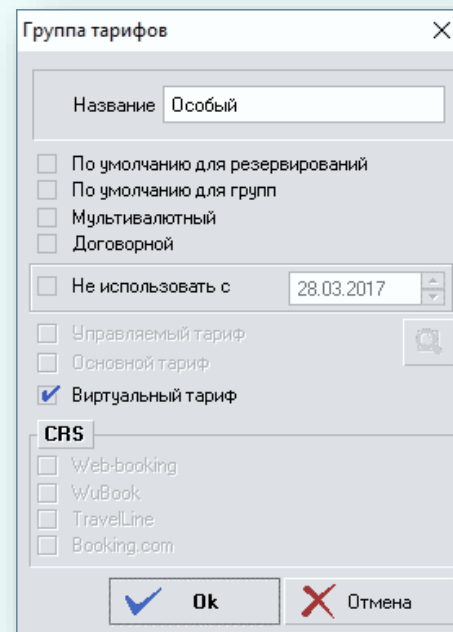 Группа тарифов
Название Особый
По умолчанию для резервирований
По умолчанию для групп
Мультивалютный
Договорной
Не использовать с 28.03.2017
Управляемый тариф
Основной тариф
Виртуальный тариф
CRS
Web-booking
WuBook
TravelLine
Booking.com
Ok Отмена